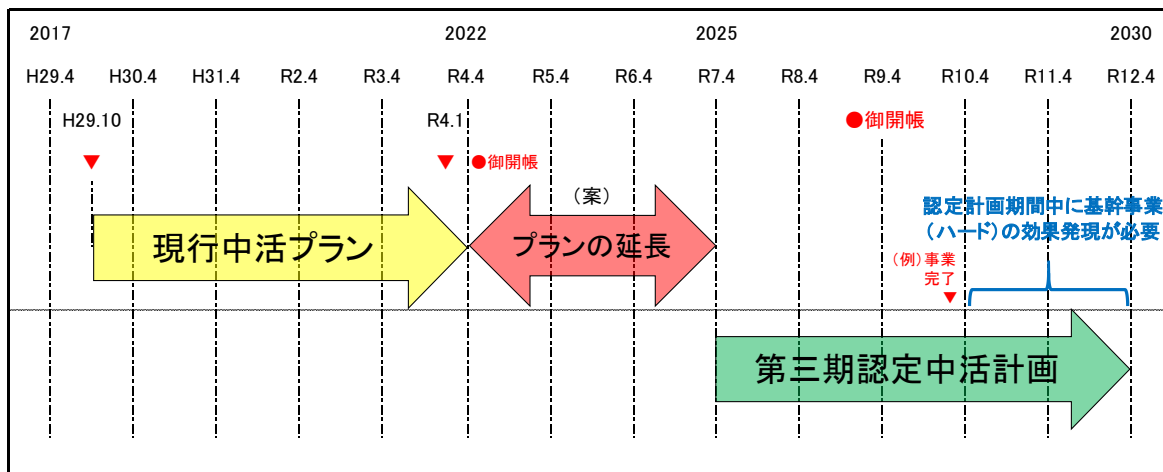 2017 2022 2025 2030
H29.4 H30.4 H31.4 R2.4 R3.4 R4.4 R5.4 R6.4 R7.4 R8.4 R9.4 R10.4 R11.4 R12.4
H29.10 R4.1 ●御開帳
▼ ▼ ●御開帳
(案)
現行中活プラン
プランの延長
認定計画期間中に基幹事業
(ハード)の効果発現が必要
(例)事業
完了
▼
第三期認定中活計画